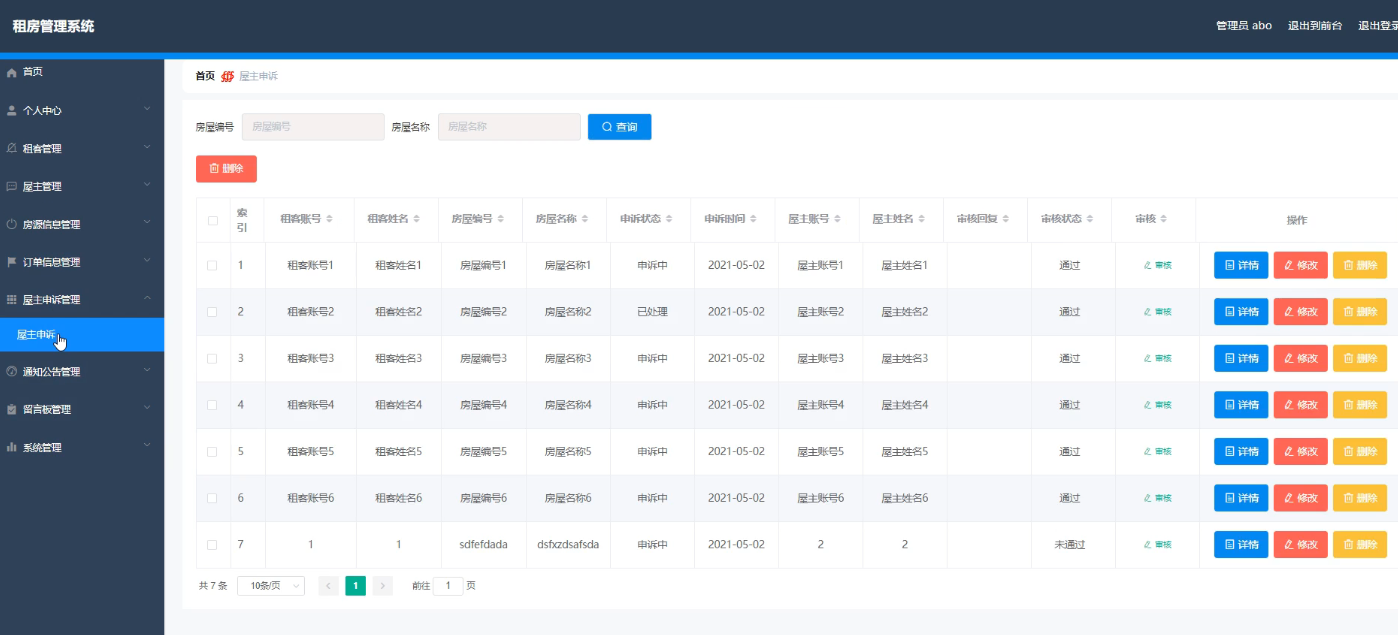 租房管理系统
管理员 abo 退出到前台 退出登录
首页
个人中心
租客管理
屋主管理
房源信息管理
订单信息管理
屋主申诉管理
屋主申诉
通知公告管理
留言板管理
系统管理
首页 屋主申诉
房屋编号 房屋编号 房屋名称 房屋名称 查询
删除
索引 租客账号 租客姓名 房屋编号 房屋名称 申诉状态 申诉时间 屋主账号 屋主姓名 审核回复 审核状态 审核 操作
1 租客账号1 租客姓名1 房屋编号1 房屋名称1 申诉中 2021-05-02 屋主账号1 屋主姓名1 通过 审核 详情 修改 删除
2 租客账号2 租客姓名2 房屋编号2 房屋名称2 已处理 2021-05-02 屋主账号2 屋主姓名2 通过 审核 详情 修改 删除
3 租客账号3 租客姓名3 房屋编号3 房屋名称3 申诉中 2021-05-02 屋主账号3 屋主姓名3 通过 审核 详情 修改 删除
4 租客账号4 租客姓名4 房屋编号4 房屋名称4 申诉中 2021-05-02 屋主账号4 屋主姓名4 通过 审核 详情 修改 删除
5 租客账号5 租客姓名5 房屋编号5 房屋名称5 申诉中 2021-05-02 屋主账号5 屋主姓名5 通过 审核 详情 修改 删除
6 租客账号6 租客姓名6 房屋编号6 房屋名称6 申诉中 2021-05-02 屋主账号6 屋主姓名6 通过 审核 详情 修改 删除
7 1 1 sdfefdada dsfxzdsafsda 申诉中 2021-05-02 2 2 未通过 审核 详情 修改 删除
共 7 条 10条/页 1 前往 1 页